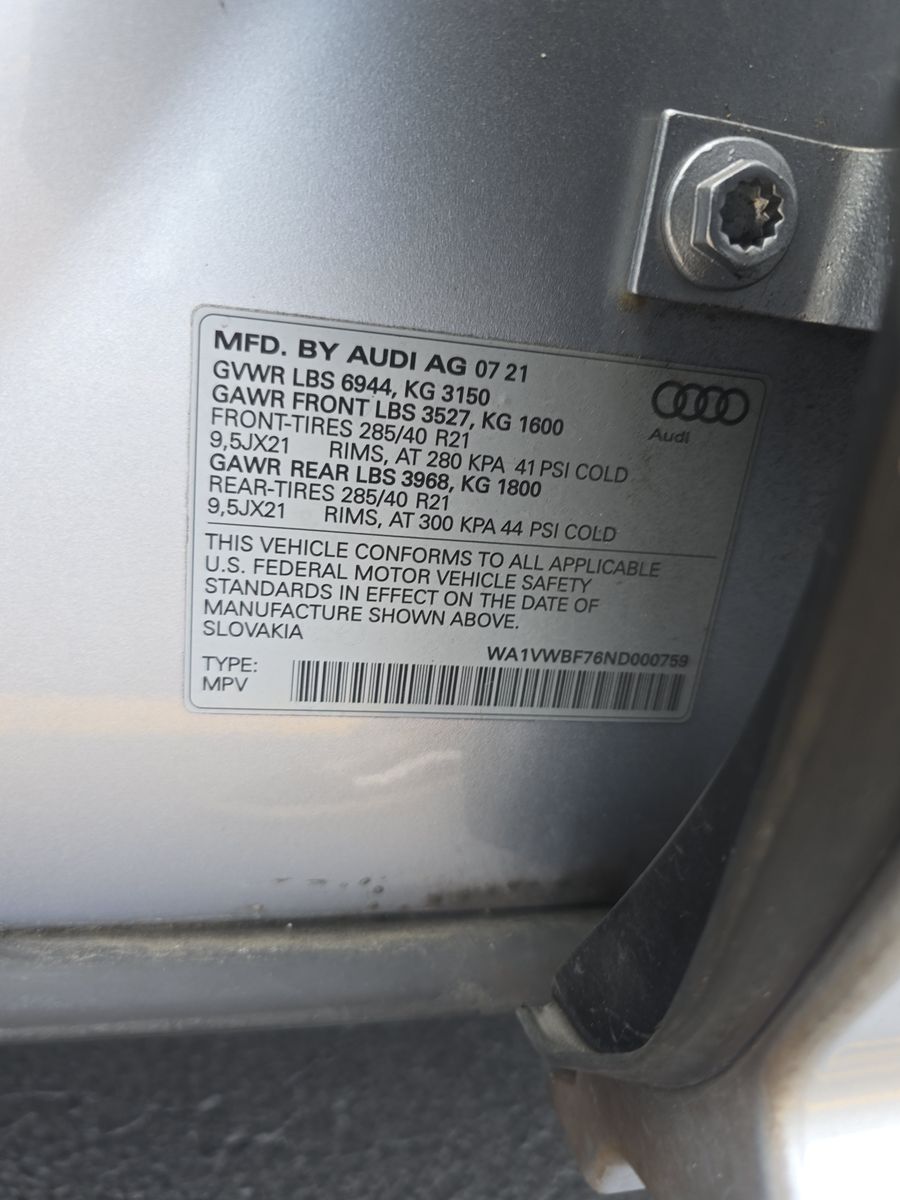 MFD. BY AUDI AG 07 21
GVWR LBS 6944, KG 3150
GAWR FRONT LBS 3527, KG 1600
FRONT-TIRES 285/40 R21
9,5JX21 RIMS, AT 280 KPA 41 PSI COLD
GAWR REAR LBS 3968, KG 1800
REAR-TIRES 285/40 R21
9,5JX21 RIMS, AT 300 KPA 44 PSI COLD
Audi
THIS VEHICLE CONFORMS TO ALL APPLICABLE
U.S. FEDERAL MOTOR VEHICLE SAFETY
STANDARDS IN EFFECT ON THE DATE OF
MANUFACTURE SHOWN ABOVE.
SLOVAKIA
WA1VWBF76ND000759
TYPE:
MPV